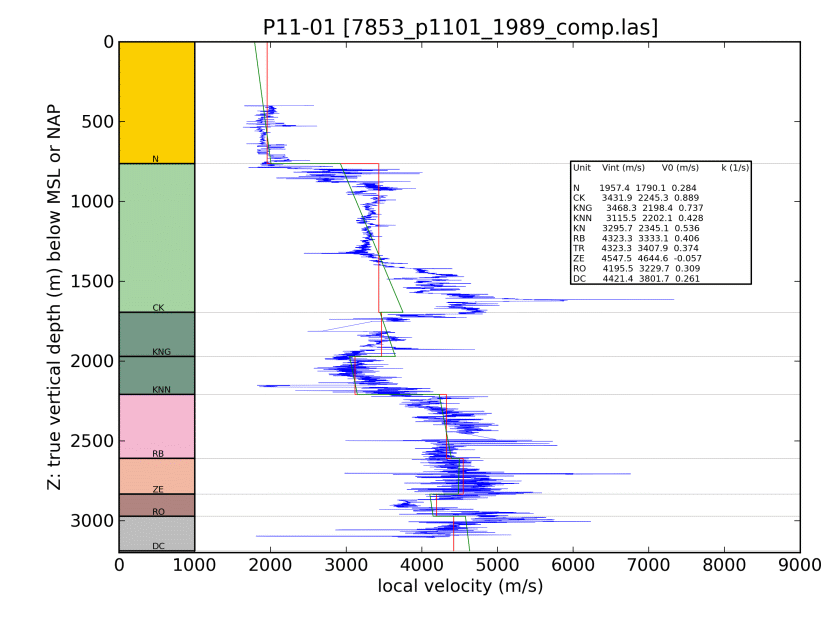 P11-01 [7853_p1101_1989_comp.las]
Z: true vertical depth (m) below MSL or NAP
0
500
1000
1500
2000
2500
3000
N
CK
KNG
KNN
RB
ZE
RO
DC
Unit Vint (m/s) V0 (m/s) k (1/s)
N 1957.4 1790.1 0.284
CK 3431.9 2245.3 0.889
KNG 3468.3 2198.4 0.737
KNN 3115.5 2202.1 0.428
KN 3295.7 2345.1 0.536
RB 4323.3 3333.1 0.406
TR 4323.3 3407.9 0.374
ZE 4547.5 4644.6 -0.057
RO 4195.5 3229.7 0.309
DC 4421.4 3801.7 0.261
0 1000 2000 3000 4000 5000 6000 7000 8000 9000
local velocity (m/s)